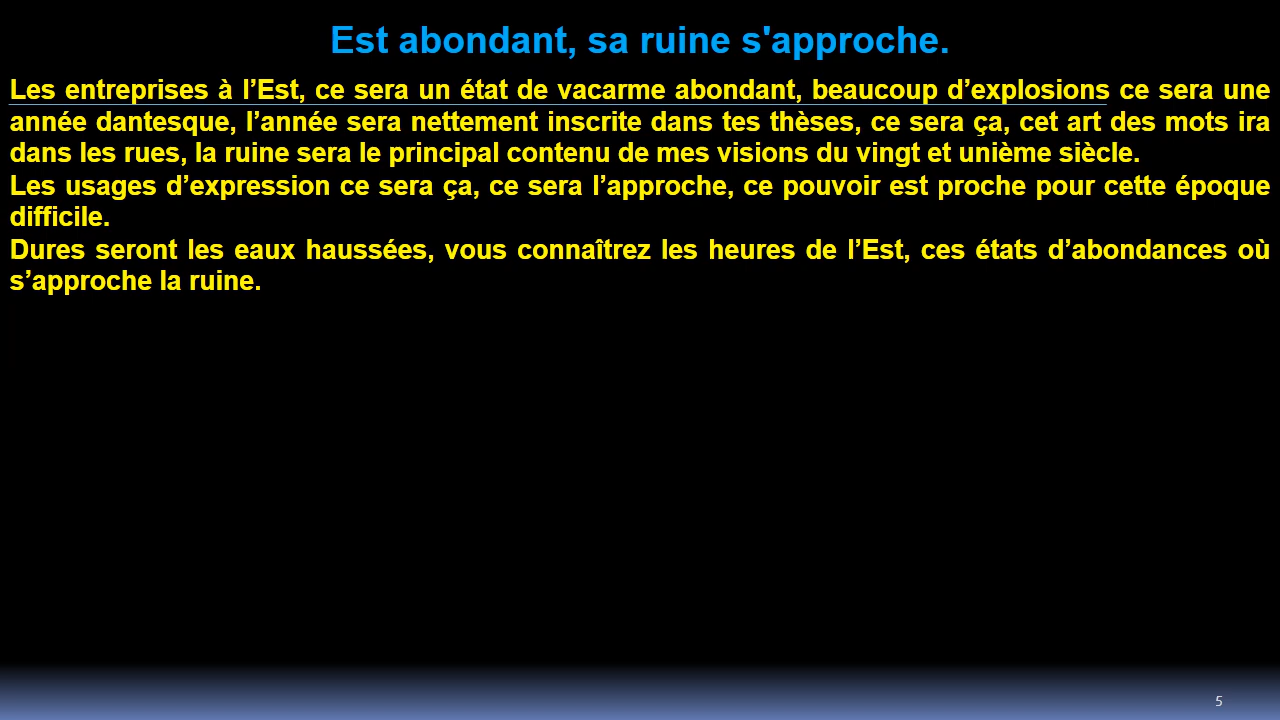 Est abondant, sa ruine s'approche.
Les entreprises à l’Est, ce sera un état de vacarme abondant, beaucoup d’explosions ce sera une
année dantesque, l’année sera nettement inscrite dans tes thèses, ce sera ça, cet art des mots ira
dans les rues, la ruine sera le principal contenu de mes visions du vingt et unième siècle.
Les usages d’expression ce sera ça, ce sera l’approche, ce pouvoir est proche pour cette époque
difficile.
Dures seront les eaux haussées, vous connaîtrez les heures de l’Est, ces états d’abondances où
s’approche la ruine.
5